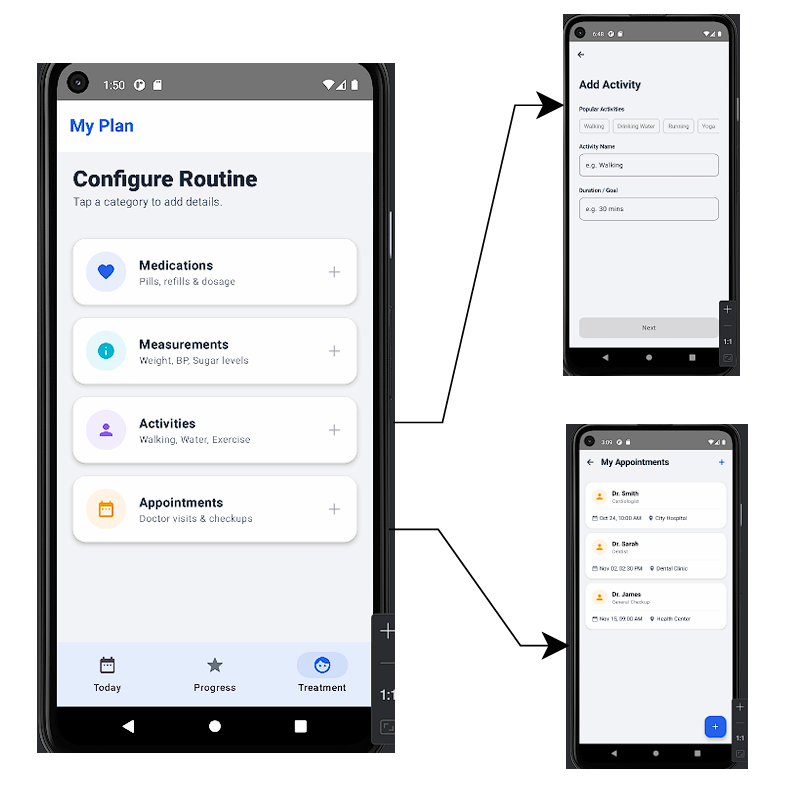 1:50
My Plan
Configure Routine
Tap a category to add details.
Medications
Pills, refills & dosage
Measurements
Weight, BP, Sugar levels
Activities
Walking, Water, Exercise
Appointments
Doctor visits & checkups
Today Progress Treatment
1:1
6:40
Add Activity
Popular Activities
Walking Drinking Water Running Yoga
Activity Name
e.g. Walking
Duration / Goal
e.g. 30 mins
Next
1:1
3:09
My Appointments
Dr. Smith
Cardiologist
Oct 24, 10:00 AM City Hospital
Dr. Sarah
Dentist
Nov 02, 02:30 PM Dental Clinic
Dr. James
General Checkup
Nov 15, 09:00 AM Health Center
1:1